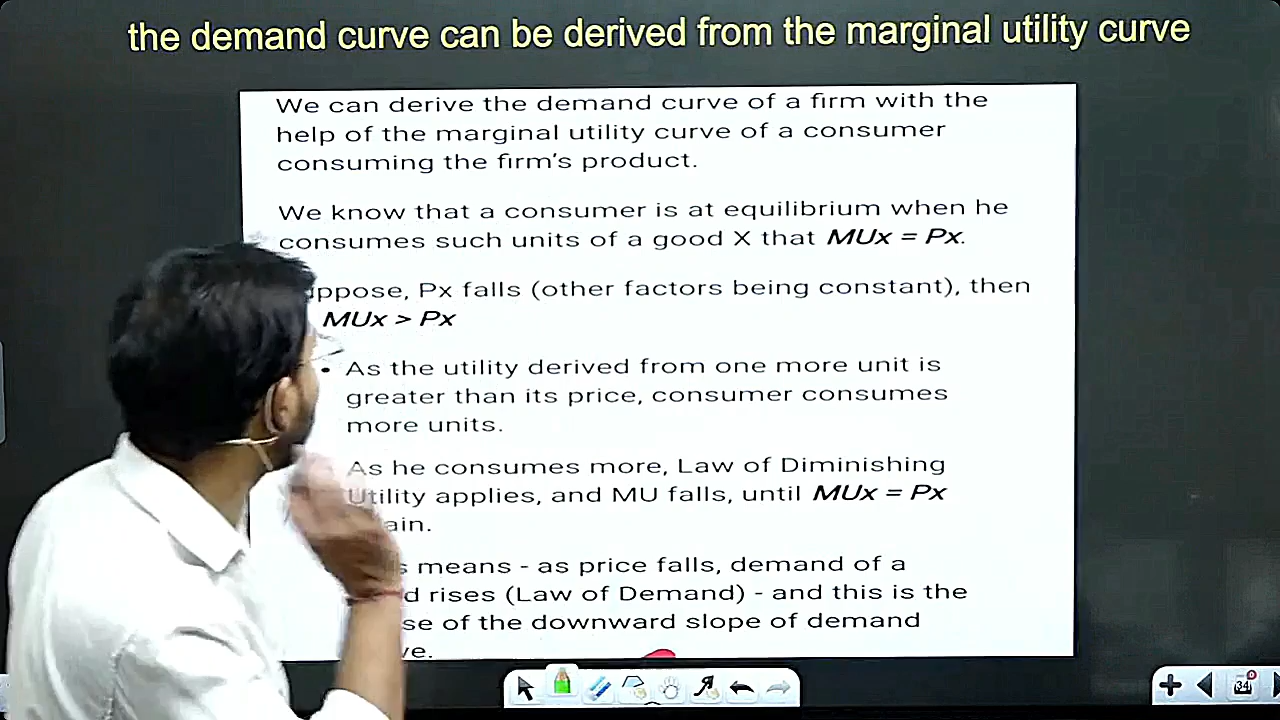 the demand curve can be derived from the marginal utility curve
We can derive the demand curve of a firm with the
help of the marginal utility curve of a consumer
consuming the firm's product.
We know that a consumer is at equilibrium when he
consumes such units of a good X that MUx = Px.
ppose, Px falls (other factors being constant), then
MUx > Px
• As the utility derived from one more unit is
greater than its price, consumer consumes
more units.
As he consumes more, Law of Diminishing
Utility applies, and MU falls, until MUx = Px
ain.
s means - as price falls, demand of a
d rises (Law of Demand) - and this is the
se of the downward slope of demand
ve.
34